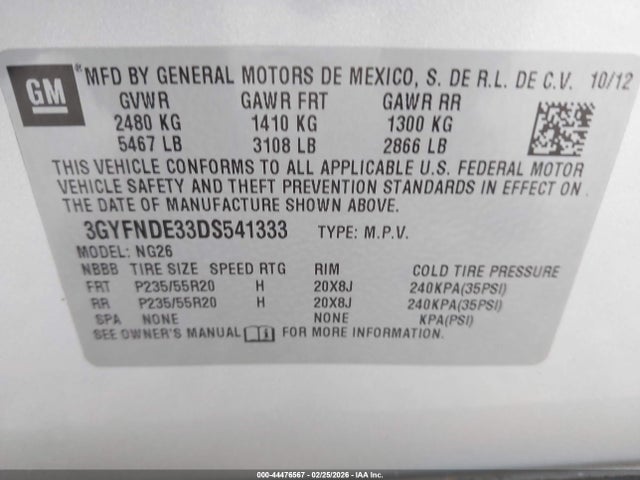 GM ® MFD BY GENERAL MOTORS DE MEXICO, S. DE R.L. DE C.V. 10/12
GVWR GAWR FRT GAWR RR
2480 KG 1410 KG 1300 KG
5467 LB 3108 LB 2866 LB
THIS VEHICLE CONFORMS TO ALL APPLICABLE U.S. FEDERAL MOTOR
VEHICLE SAFETY AND THEFT PREVENTION STANDARDS IN EFFECT ON
THE DATE OF MANUFACTURE SHOWN ABOVE.
3GYFNDE33DS541333 TYPE: M.P.V.
MODEL: NG26
NBBB TIRE SIZE SPEED RTG RIM COLD TIRE PRESSURE
FRT P235/55R20 H 20X8J 240KPA(35PSI)
RR P235/55R20 H 20X8J 240KPA(35PSI)
SPA NONE NONE KPA(PSI)
SEE OWNER'S MANUAL FOR MORE INFORMATION.
000-44476567 - 02/25/2026 - IAA Inc.